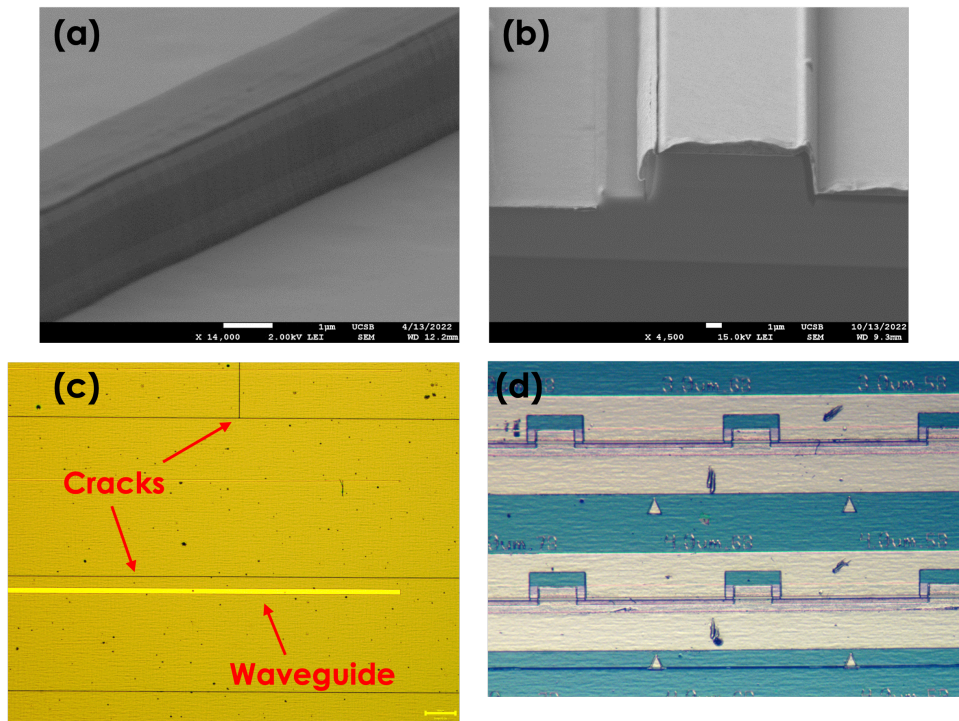 (a)
1µm UCSB 4/13/2022
X 14,000 2.00kV LEI SEM WD 12.2mm
(b)
1µm UCSB 10/13/2022
X 4,500 15.0kV LEI SEM WD 9.3mm
(c)
Cracks
Waveguide
(d)